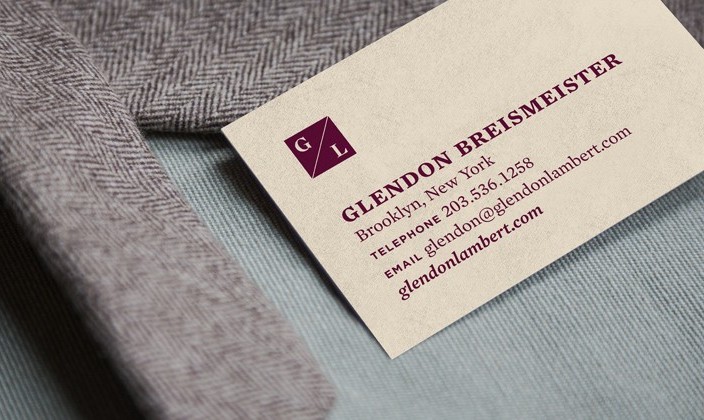 G L
GLENDON BREISMEISTER
Brooklyn, New York
TELEPHONE 203.536.1258
EMAIL glendon@glendonlambert.com
glendonlambert.com